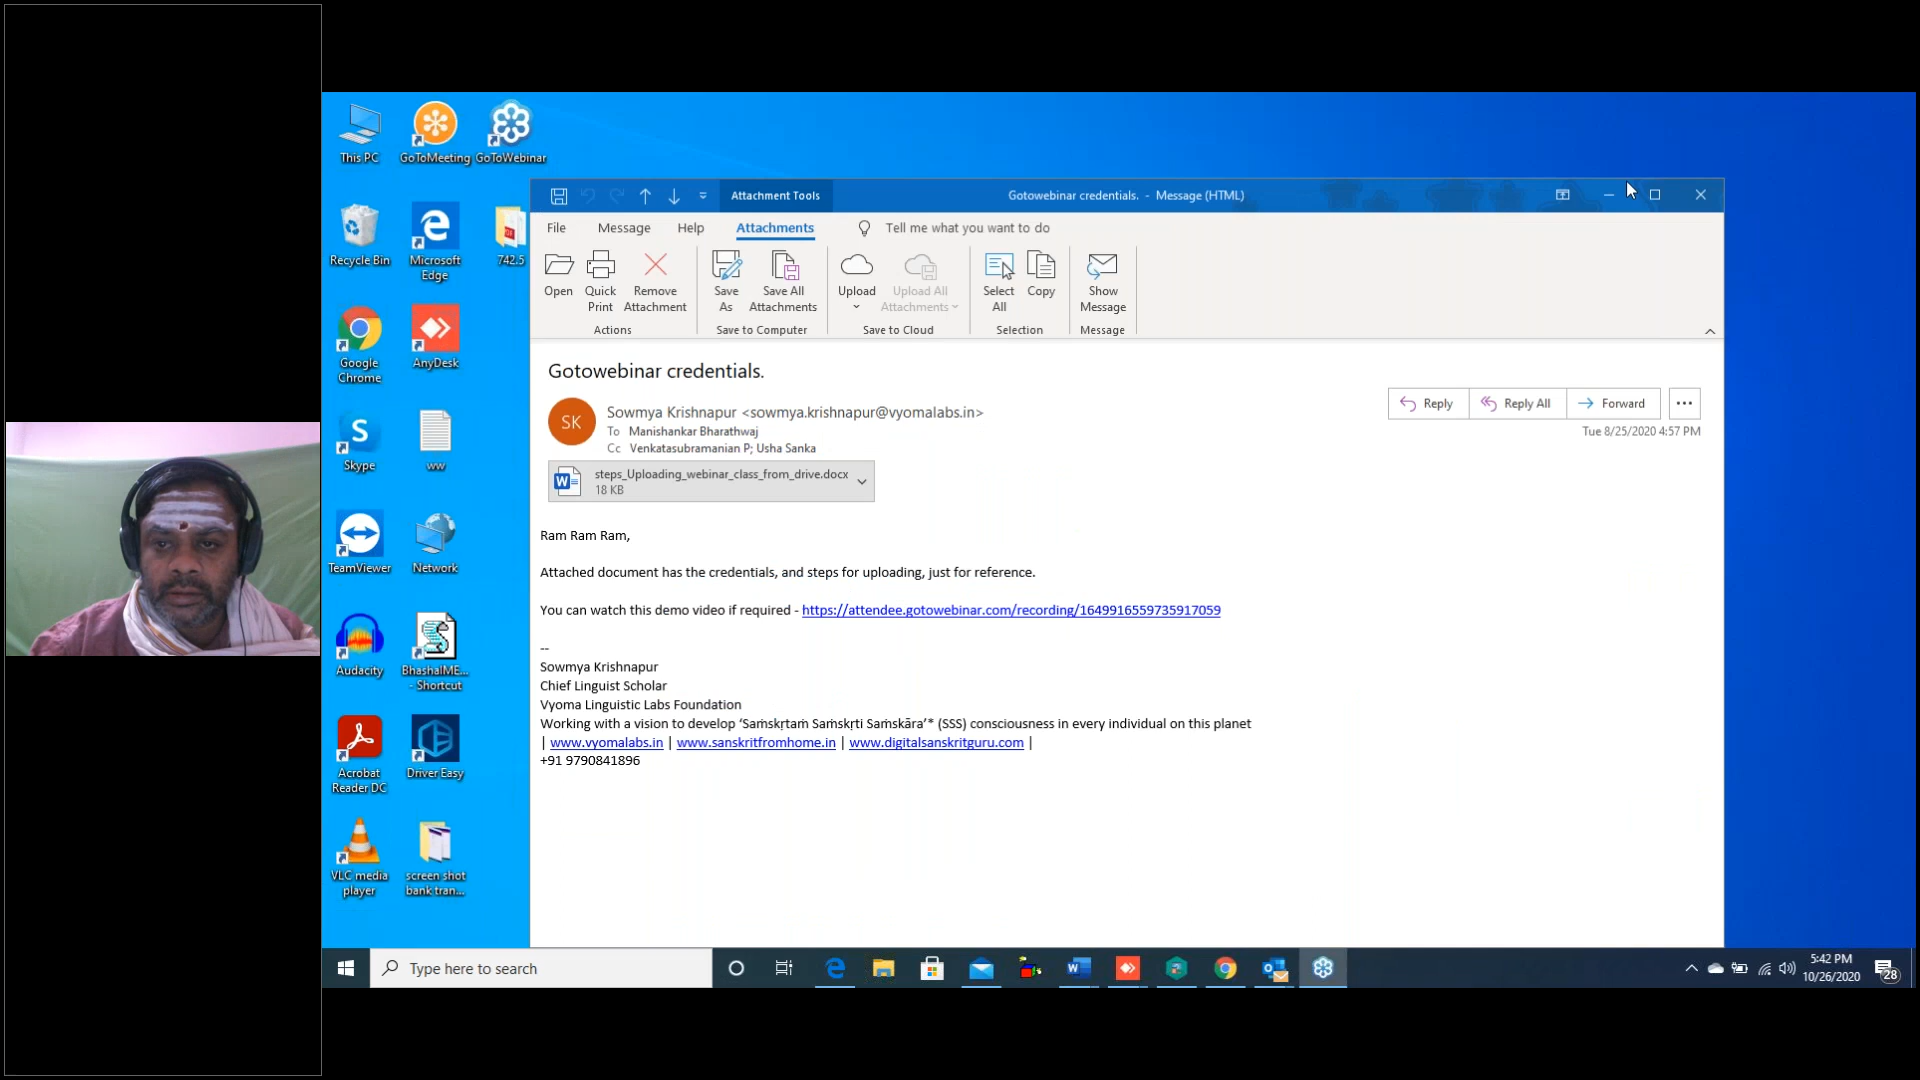 This PC
GoToMeeting
GoToWebinar
Recycle Bin
Microsoft
Edge
742.5
Google
Chrome
AnyDesk
Skype
ww
TeamViewer
Network
Audacity
BhashaIME...
- Shortcut
Acrobat
Reader DC
Driver Easy
VLC media
player
screen shot
bank tran...
Attachment Tools
Gotowebinar credentials. - Message (HTML)
File Message Help Attachments Tell me what you want to do
Open
Quick
Print
Remove
Attachment
Actions
Save
As
Save All
Attachments
Save to Computer
Upload
Upload All
Attachments
Save to Cloud
Select
All
Copy
Selection
Show
Message
Message
Gotowebinar credentials.
SK
Sowmya Krishnapur <sowmya.krishnapur@vyomalabs.in>
To Manishankar Bharathwaj
Cc Venkatasubramanian P; Usha Sanka
Reply Reply All Forward
Tue 8/25/2020 4:57 PM
steps_Uploading_webinar_class_from_drive.docx
18 KB
Ram Ram Ram,
Attached document has the credentials, and steps for uploading, just for reference.
You can watch this demo video if required - https://attendee.gotowebinar.com/recording/1649916559735917059
--
Sowmya Krishnapur
Chief Linguist Scholar
Vyoma Linguistic Labs Foundation
Working with a vision to develop ‘Saṁskṛtaṁ Saṁskṛti Saṁskāra’* (SSS) consciousness in every individual on this planet
| www.vyomalabs.in | www.sanskritfromhome.in | www.digitalsanskritguru.com |
+91 9790841896
Type here to search
5:42 PM
10/26/2020
28